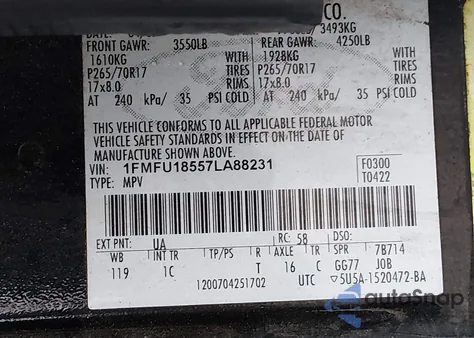 CO.
DATE 3493KG
FRONT GAWR: 3550LB REAR GAWR: 4250LB
1610KG WITH 1928KG WITH
P265/70R17 TIRES P265/70R17 TIRES
17x8.0 RIMS 17x8.0 RIMS
AT 240 kPa/ 35 PSI COLD AT 240 kPa/ 35 PSI COLD
THIS VEHICLE CONFORMS TO ALL APPLICABLE FEDERAL MOTOR
VEHICLE SAFETY STANDARDS IN EFFECT ON THE DATE OF
MANUFACTURE SHOWN ABOVE.
VIN: 1FMFU18557LA88231 F0300
TYPE: MPV T0422
EXT PNT: UA RC: 58 DSO:
WB INT TR TP/PS R AXLE TR SPR 7B714
119 1C T 16 C GG77 JOB
1200704251702 UTC ▽5U5A-1520472-BA
autoSnap